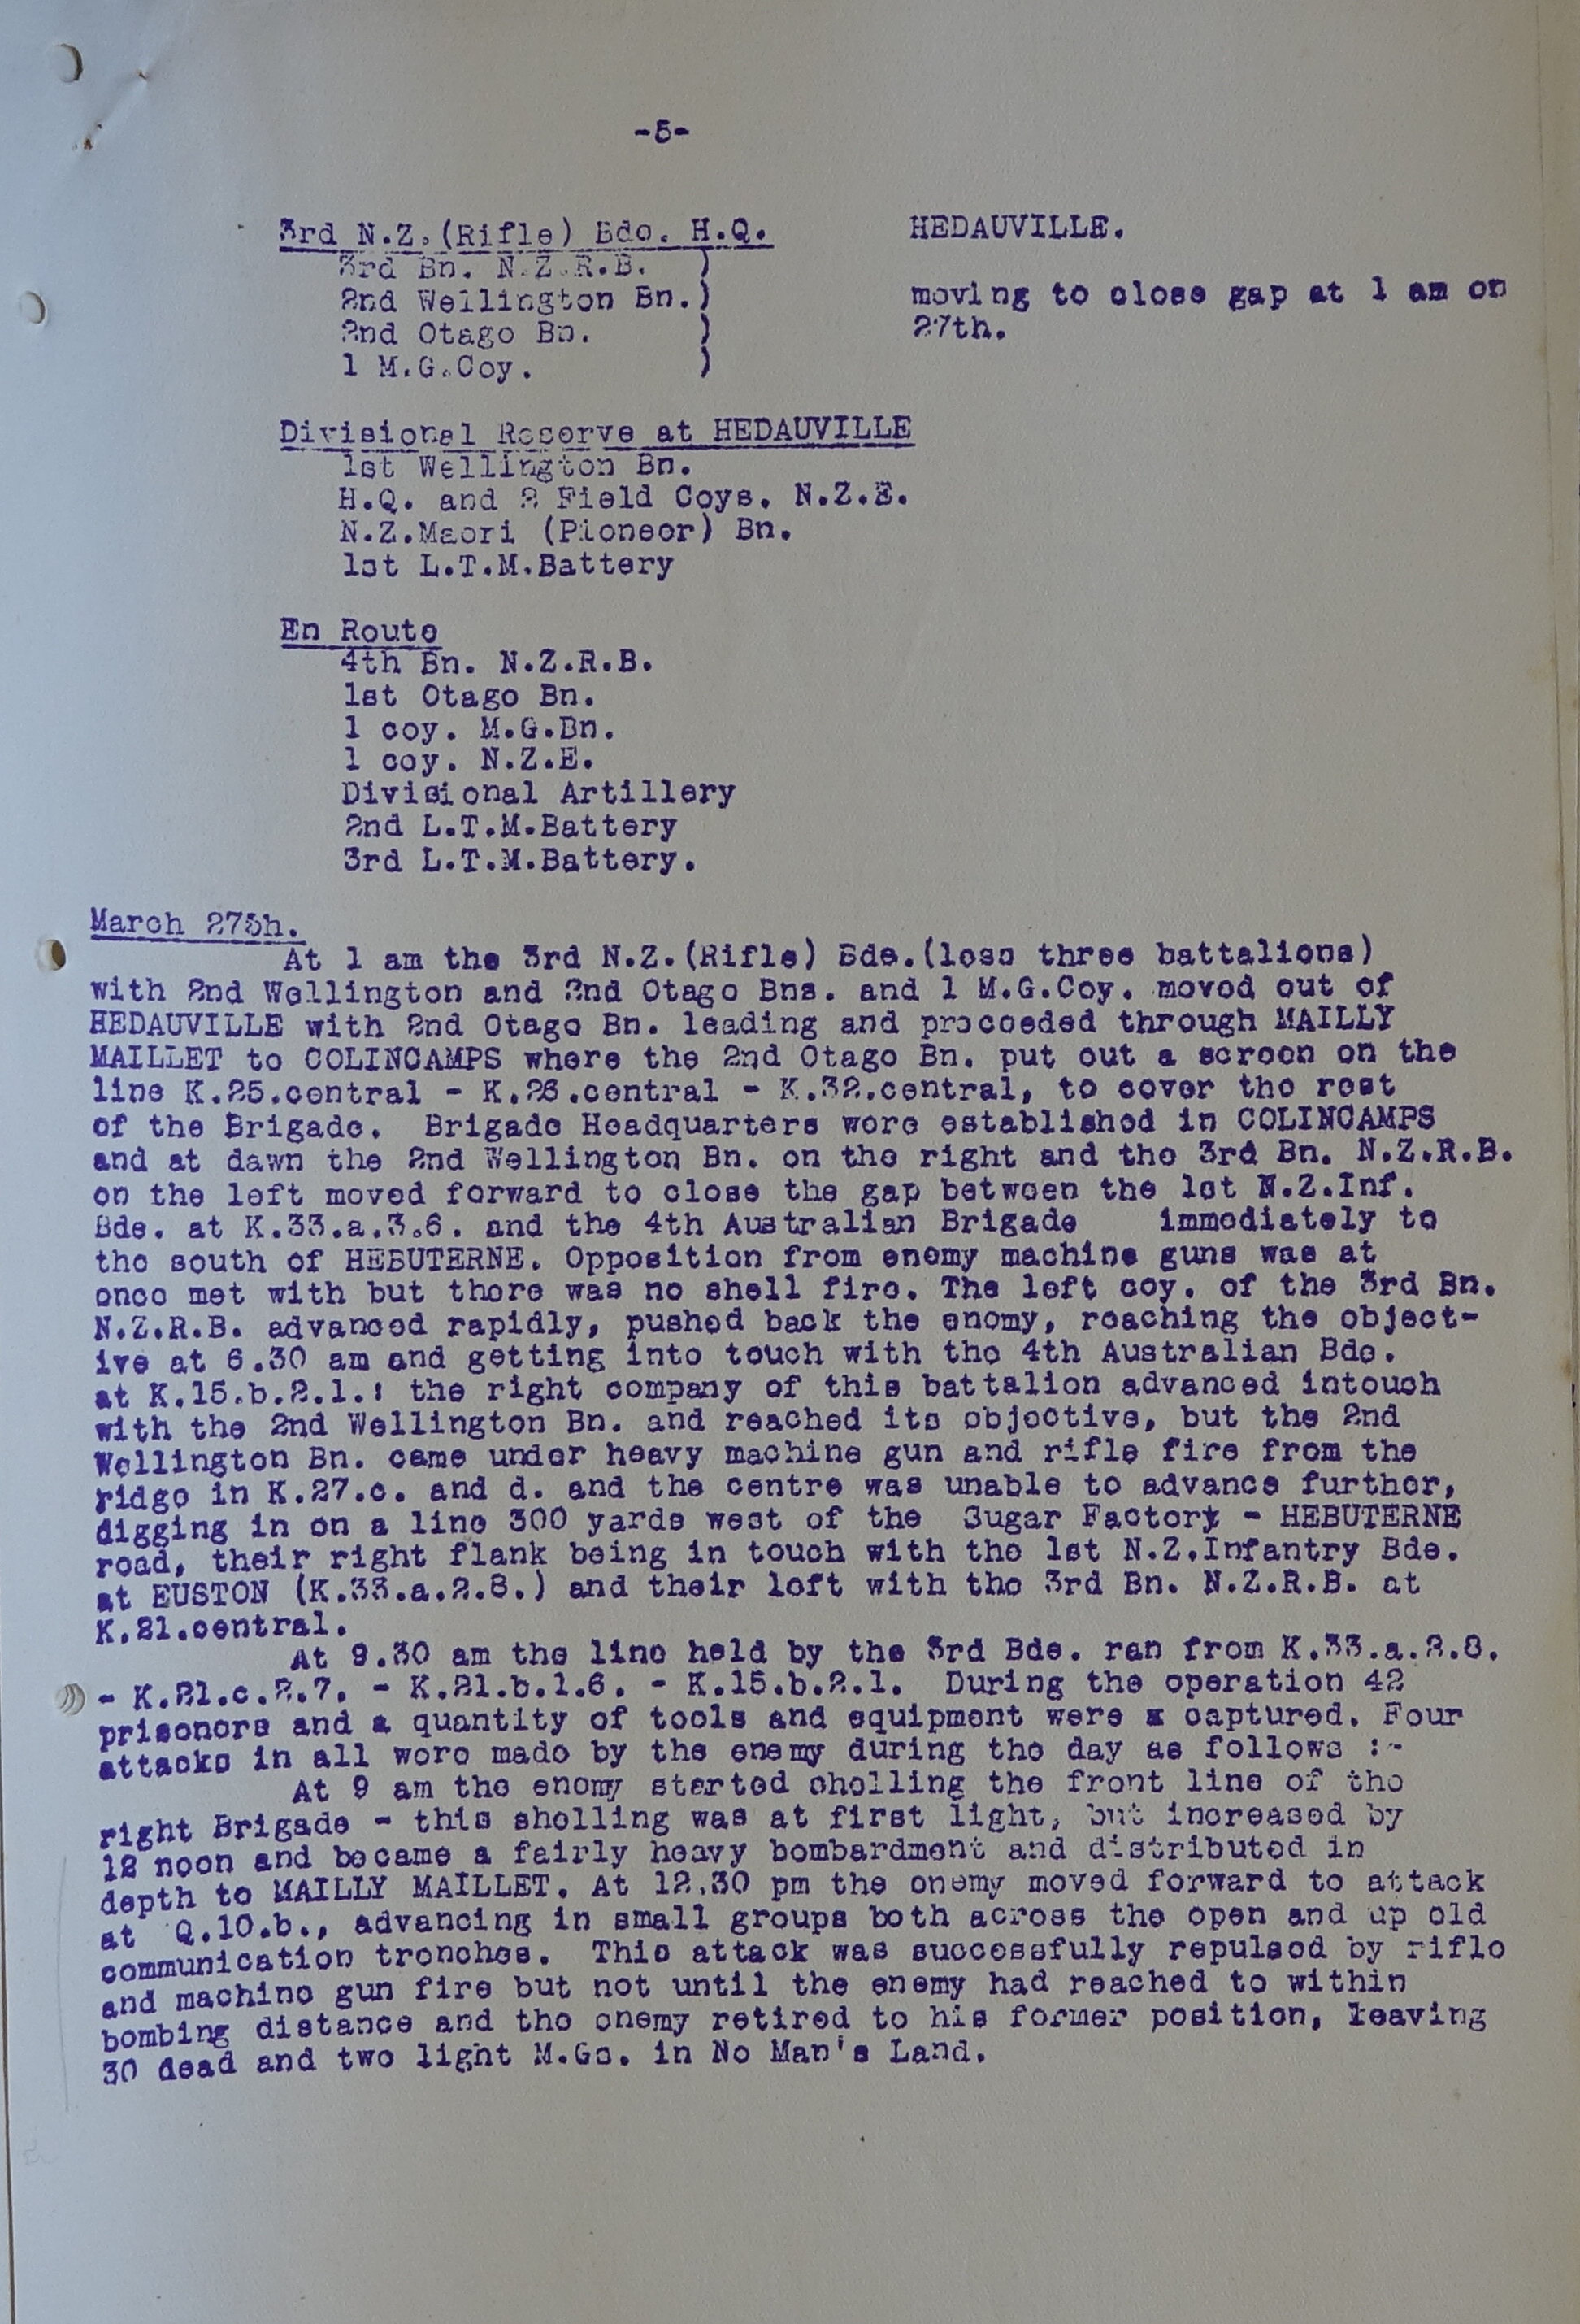 -5-
3rd N.Z.(Rifle) Bde. H.Q. HEDAUVILLE.
3rd Bn. N.Z.R.B. )
2nd Wellington Bn.) moving to close gap at 1 am on
2nd Otago Bn. ) 27th.
1 M.G.Coy. )
Divisional Reserve at HEDAUVILLE
1st Wellington Bn.
H.Q. and 2 Field Coys. N.Z.E.
N.Z.Maori (Pioneer) Bn.
1st L.T.M.Battery
En Route
4th Bn. N.Z.R.B.
1st Otago Bn.
1 coy. M.G.Bn.
1 coy. N.Z.E.
Divisional Artillery
2nd L.T.M.Battery
3rd L.T.M.Battery.
March 275h.
At 1 am the 3rd N.Z.(Rifle) Bde.(less three battalions)
with 2nd Wellington and 2nd Otago Bns. and 1 M.G.Coy. moved out of
HEDAUVILLE with 2nd Otago Bn. leading and proceeded through MAILLY
MAILLET to COLINCAMPS where the 2nd Otago Bn. put out a screen on the
line K.25.central - K.26.central - K.32.central, to cover the rest
of the Brigade. Brigade Headquarters were established in COLINCAMPS
and at dawn the 2nd Wellington Bn. on the right and the 3rd Bn. N.Z.R.B.
on the left moved forward to close the gap between the 1st N.Z.Inf.
Bde. at K.33.a.3.6. and the 4th Australian Brigade immediately to
the south of HEBUTERNE. Opposition from enemy machine guns was at
once met with but there was no shell fire. The left coy. of the 3rd Bn.
N.Z.R.B. advanced rapidly, pushed back the enemy, reaching the object-
ive at 6.30 am and getting into touch with the 4th Australian Bde.
at K.15.b.2.1.: the right company of this battalion advanced intouch
with the 2nd Wellington Bn. and reached its objective, but the 2nd
Wellington Bn. came under heavy machine gun and rifle fire from the
ridge in K.27.c. and d. and the centre was unable to advance further,
digging in on a line 300 yards west of the Sugar Factory - HEBUTERNE
road, their right flank being in touch with the 1st N.Z.Infantry Bde.
at EUSTON (K.33.a.2.8.) and their left with the 3rd Bn. N.Z.R.B. at
K.21.central.
At 9.30 am the line held by the 3rd Bde. ran from K.33.a.2.8.
- K.21.c.2.7. - K.21.b.1.6. - K.15.b.2.1. During the operation 42
prisoners and a quantity of tools and equipment were x captured. Four
attacks in all were made by the enemy during the day as follows :-
At 9 am the enemy started shelling the front line of the
right Brigade - this shelling was at first light, but increased by
12 noon and became a fairly heavy bombardment and distributed in
depth to MAILLY MAILLET. At 12.30 pm the enemy moved forward to attack
at Q.10.b., advancing in small groups both across the open and up old
communication trenches. This attack was successfully repulsed by rifle
and machine gun fire but not until the enemy had reached to within
bombing distance and the enemy retired to his former position, leaving
30 dead and two light M.Gs. in No Man's Land.